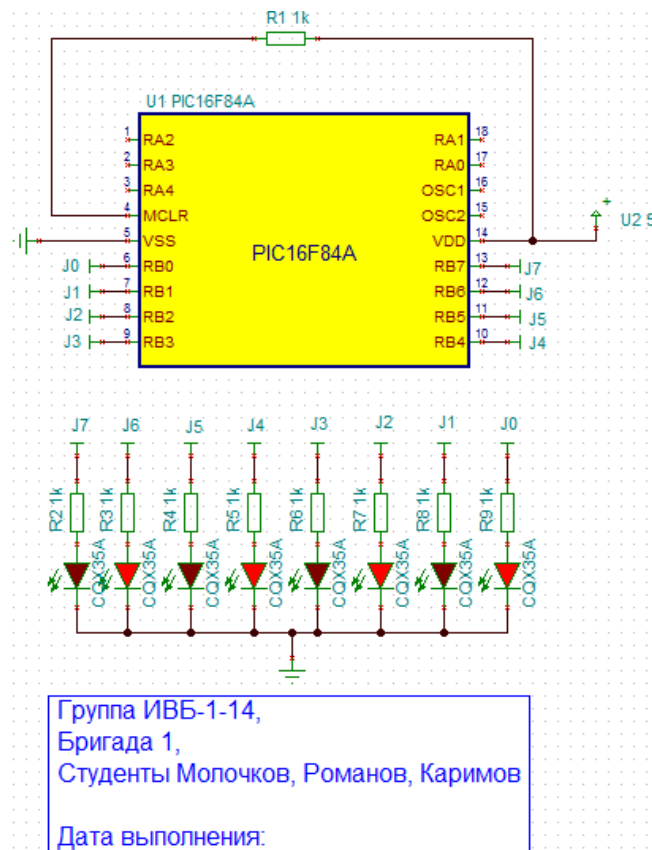 R1 1k
U1 PIC16F84A
1 RA2 RA1 18
2 RA3 RA0 17
3 RA4 OSC1 16
4 MCLR OSC2 15
5 VSS VDD 14
+
U2 5
PIC16F84A
J0 6 RB0 RB7 13 J7
J1 7 RB1 RB6 12 J6
J2 8 RB2 RB5 11 J5
J3 9 RB3 RB4 10 J4
J7 J6 J5 J4 J3 J2 J1 J0
R2 1k R3 1k R4 1k R5 1k R6 1k R7 1k R8 1k R9 1k
CQX35A CQX35A CQX35A CQX35A CQX35A CQX35A CQX35A CQX35A
Группа ИВБ-1-14,
Бригада 1,
Студенты Молочков, Романов, Каримов
Дата выполнения: